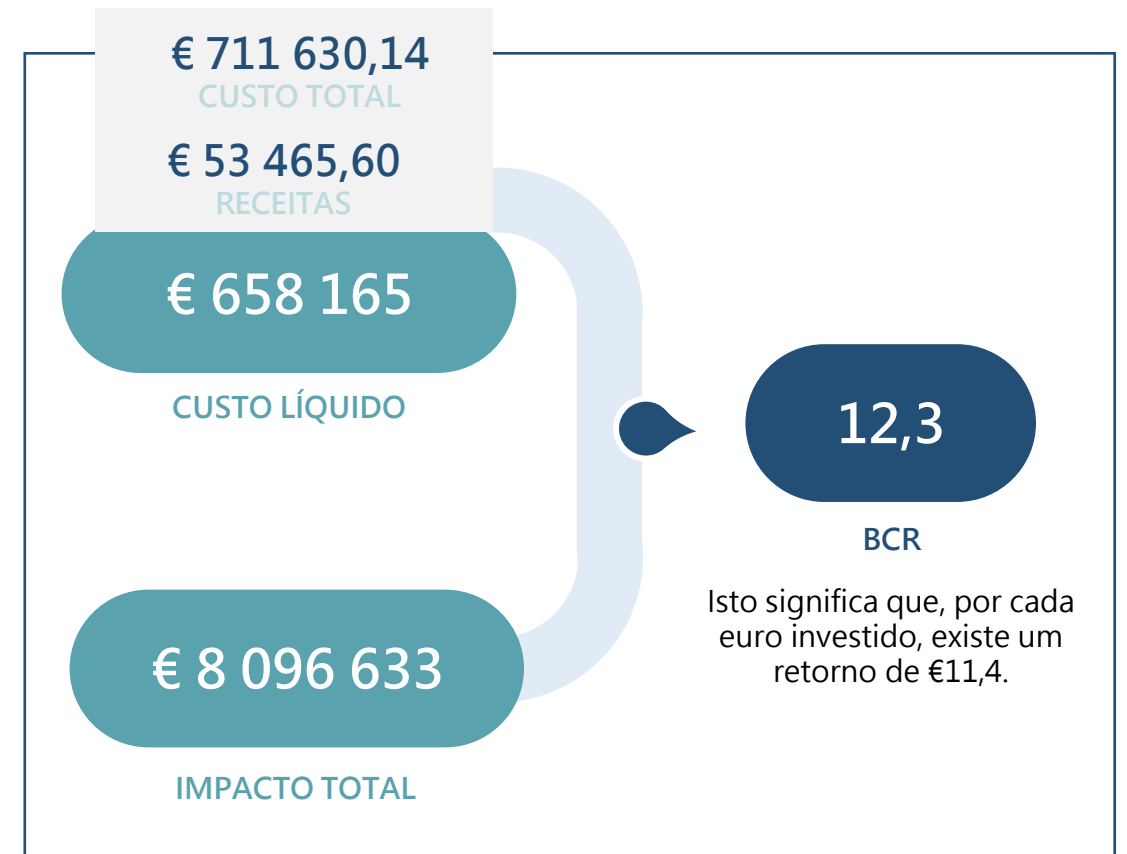 € 711 630,14
CUSTO TOTAL
€ 53 465,60
RECEITAS
€ 658 165
CUSTO LÍQUIDO
€ 8 096 633
IMPACTO TOTAL
12,3
BCR
Isto significa que, por cada
euro investido, existe um
retorno de €11,4.